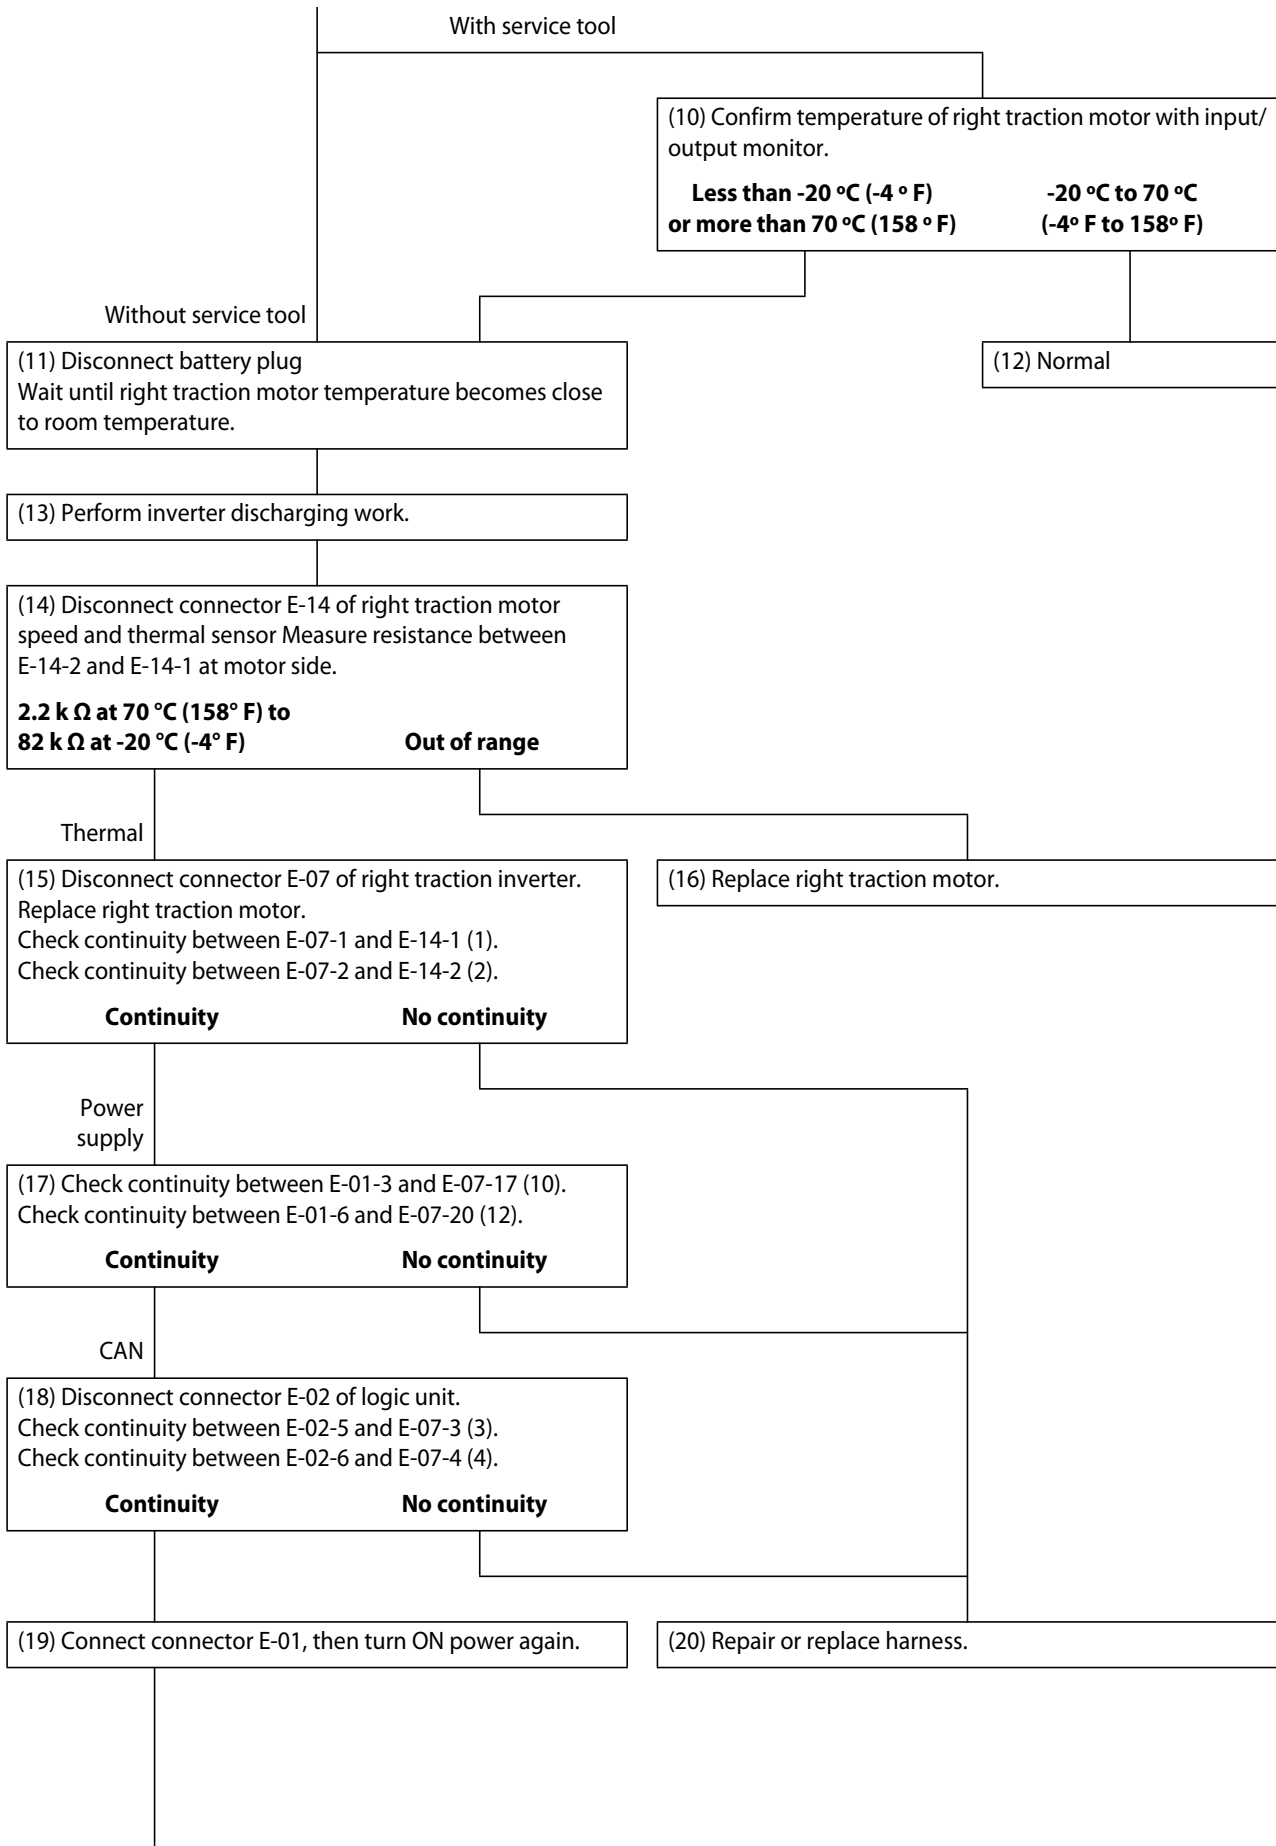 With service tool
(10) Confirm temperature of right traction motor with input/
output monitor.
Less than -20 ºC (-4 º F)
or more than 70 ºC (158 º F)
-20 ºC to 70 ºC
(-4º F to 158º F)
Without service tool
(11) Disconnect battery plug
Wait until right traction motor temperature becomes close
to room temperature.
(12) Normal
(13) Perform inverter discharging work.
(14) Disconnect connector E-14 of right traction motor
speed and thermal sensor Measure resistance between
E-14-2 and E-14-1 at motor side.
2.2 k Ω at 70 °C (158° F) to
82 k Ω at -20 °C (-4° F)
Out of range
Thermal
(15) Disconnect connector E-07 of right traction inverter.
Replace right traction motor.
Check continuity between E-07-1 and E-14-1 (1).
Check continuity between E-07-2 and E-14-2 (2).
Continuity
No continuity
(16) Replace right traction motor.
Power
supply
(17) Check continuity between E-01-3 and E-07-17 (10).
Check continuity between E-01-6 and E-07-20 (12).
Continuity
No continuity
CAN
(18) Disconnect connector E-02 of logic unit.
Check continuity between E-02-5 and E-07-3 (3).
Check continuity between E-02-6 and E-07-4 (4).
Continuity
No continuity
(19) Connect connector E-01, then turn ON power again.
(20) Repair or replace harness.